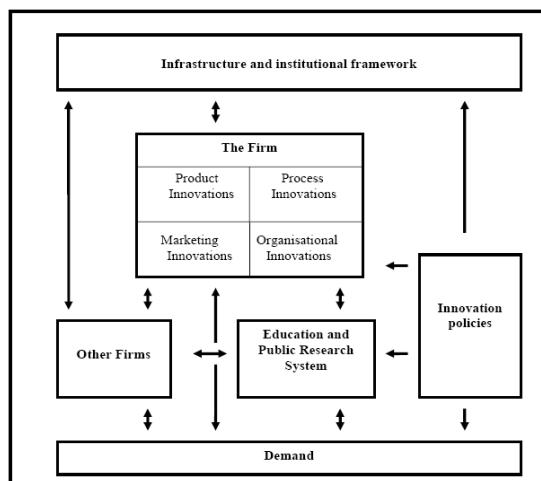 Infrastructure and institutional framework
The Firm
Product
Innovations
Process
Innovations
Marketing
Innovations
Organisational
Innovations
Other Firms
Education and
Public Research
System
Innovation
policies
Demand